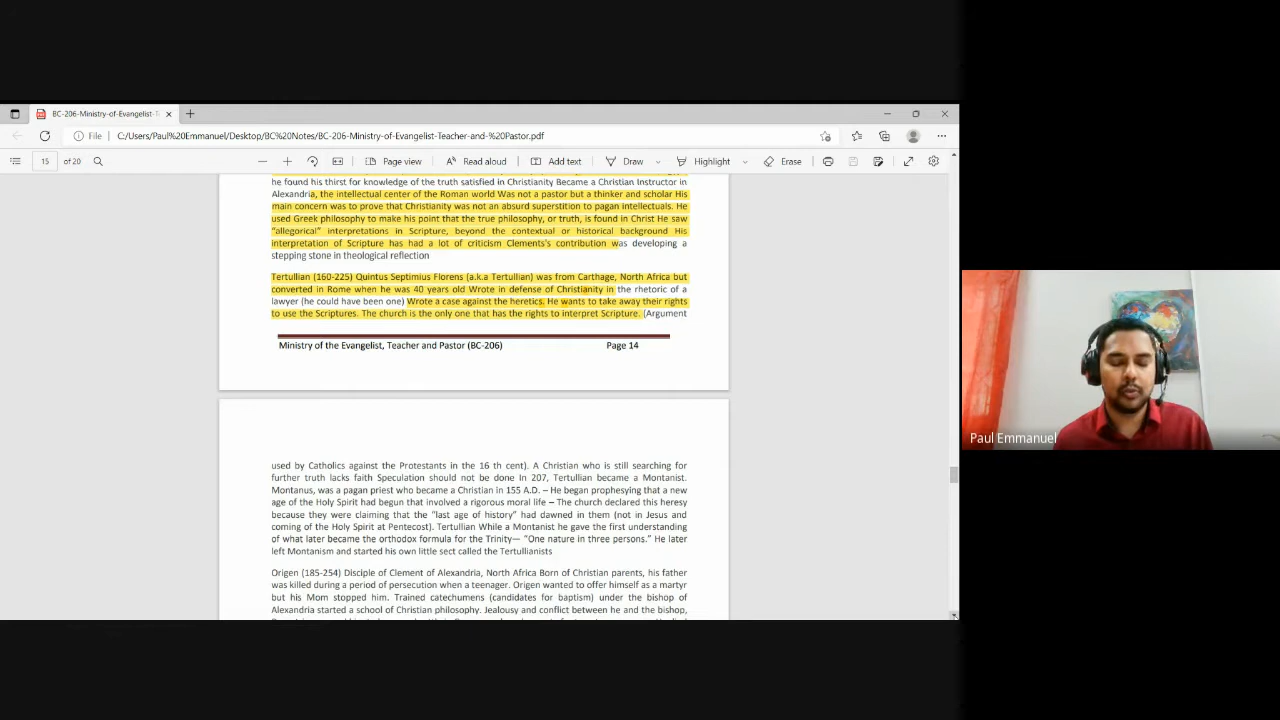 BC-206-Ministry-of-Evangelist-T
File
C:/Users/Paul%20Emmanuel/Desktop/BC%20Notes/BC-206-Ministry-of-Evangelist-Teacher-and-%20Pastor.pdf
15 of 20
Page view
Read aloud
Add text
Draw
Highlight
Erase
he found his thirst for knowledge of the truth satisfied in Christianity Became a Christian Instructor in
Alexandria, the intellectual center of the Roman world Was not a pastor but a thinker and scholar His
main concern was to prove that Christianity was not an absurd superstition to pagan intellectuals. He
used Greek philosophy to make his point that the true philosophy, or truth, is found in Christ He saw
“allegorical” interpretations in Scripture, beyond the contextual or historical background His
interpretation of Scripture has had a lot of criticism Clements's contribution was developing a
stepping stone in theological reflection
Tertullian (160-225) Quintus Septimius Florens (a.k.a Tertullian) was from Carthage, North Africa but
converted in Rome when he was 40 years old Wrote in defense of Christianity in the rhetoric of a
lawyer (he could have been one) Wrote a case against the heretics. He wants to take away their rights
to use the Scriptures. The church is the only one that has the rights to interpret Scripture. (Argument
Ministry of the Evangelist, Teacher and Pastor (BC-206)
Page 14
used by Catholics against the Protestants in the 16 th cent). A Christian who is still searching for
further truth lacks faith Speculation should not be done In 207, Tertullian became a Montanist.
Montanus, was a pagan priest who became a Christian in 155 A.D. – He began prophesying that a new
age of the Holy Spirit had begun that involved a rigorous moral life – The church declared this heresy
because they were claiming that the “last age of history” had dawned in them (not in Jesus and
coming of the Holy Spirit at Pentecost). Tertullian While a Montanist he gave the first understanding
of what later became the orthodox formula for the Trinity— “One nature in three persons.” He later
left Montanism and started his own little sect called the Tertullianists
Origen (185-254) Disciple of Clement of Alexandria, North Africa Born of Christian parents, his father
was killed during a period of persecution when a teenager. Origen wanted to offer himself as a martyr
but his Mom stopped him. Trained catechumens (candidates for baptism) under the bishop of
Alexandria started a school of Christian philosophy. Jealousy and conflict between he and the bishop,
Paul Emmanuel